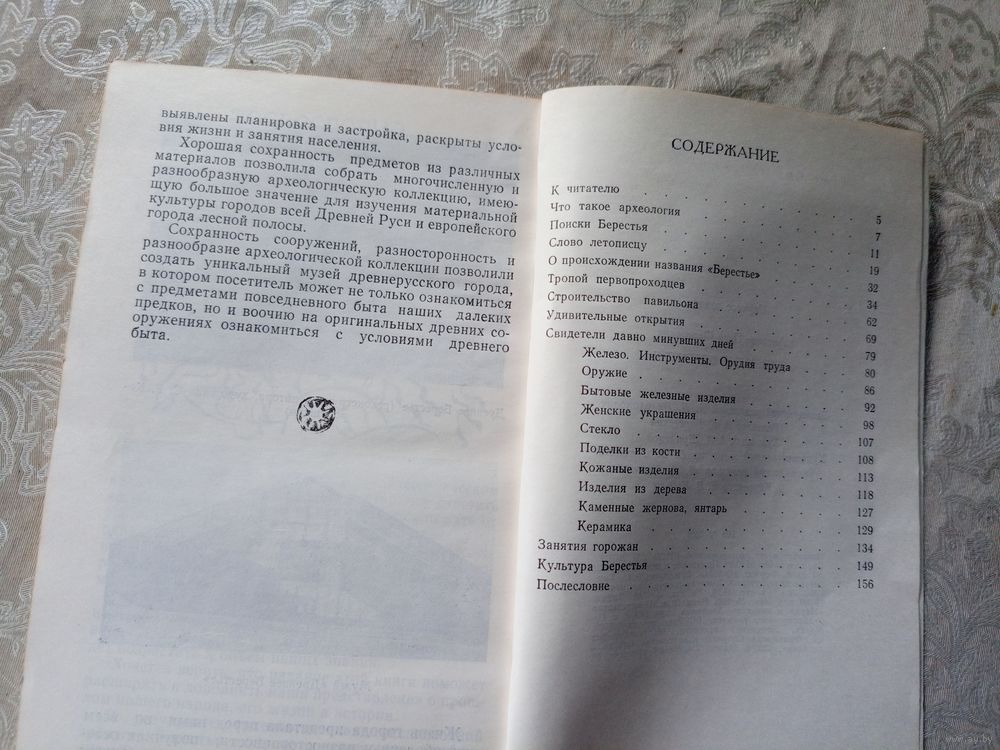 выявлены планировка и застройка, раскрыты усло-
вия жизни и занятия населения.
Хорошая сохранность предметов из различных
материалов позволила собрать многочисленную и
разнообразную археологическую коллекцию, имею-
щую большое значение для изучения материальной
культуры городов всей Древней Руси и европейского
города лесной полосы.
Сохранность сооружений, разносторонность и
разнообразие археологической коллекции позволили
создать уникальный музей древнерусского города,
в котором посетитель может не только ознакомиться
с предметами повседневного быта наших далеких
предков, но и воочию на оригинальных древних со-
оружениях ознакомиться с условиями древнего
быта.
СОДЕРЖАНИЕ
К читателю . . . . . . . . . . 5
Что такое археология . . . . . . . 7
Поиски Берестья . . . . . . . . 11
Слово летописцу . . . . . . . . 19
О происхождении названия «Берестье» . . . . 32
Тропой первопроходцев . . . . . . . 34
Строительство павильона . . . . . . . 62
Удивительные открытия . . . . . . . 69
Свидетели давно минувших дней . . . . . 79
Железо. Инструменты. Орудия труда . . . 80
Оружие . . . . . . . . . 86
Бытовые железные изделия . . . . . 92
Женские украшения . . . . . . 98
Стекло . . . . . . . . . 107
Поделки из кости . . . . . . . 108
Кожаные изделия . . . . . . . 113
Изделия из дерева . . . . . . 118
Каменные жернова, янтарь . . . . . 127
Керамика . . . . . . . . 129
Занятия горожан . . . . . . . . 134
Культура Берестья . . . . . . . . 149
Послесловие . . . . . . . . . 156
www.ay.by